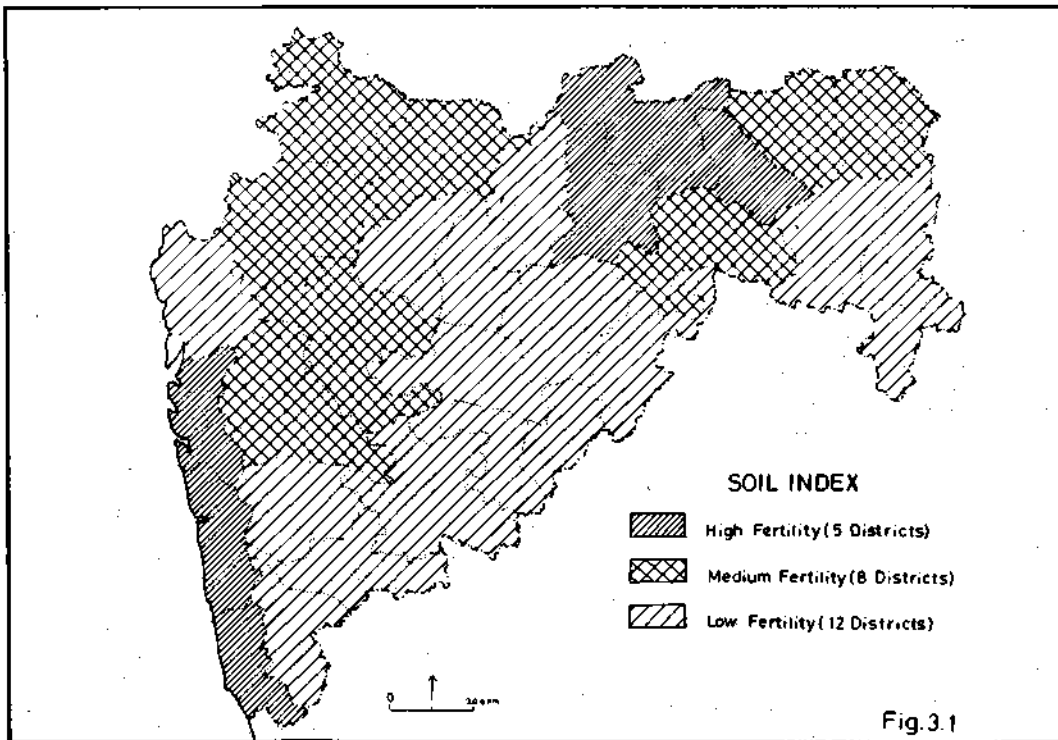 SOIL INDEX
High Fertility (5 Districts)
Medium Fertility (8 Districts)
Low Fertility (12 Districts)
0
Fig.3.1